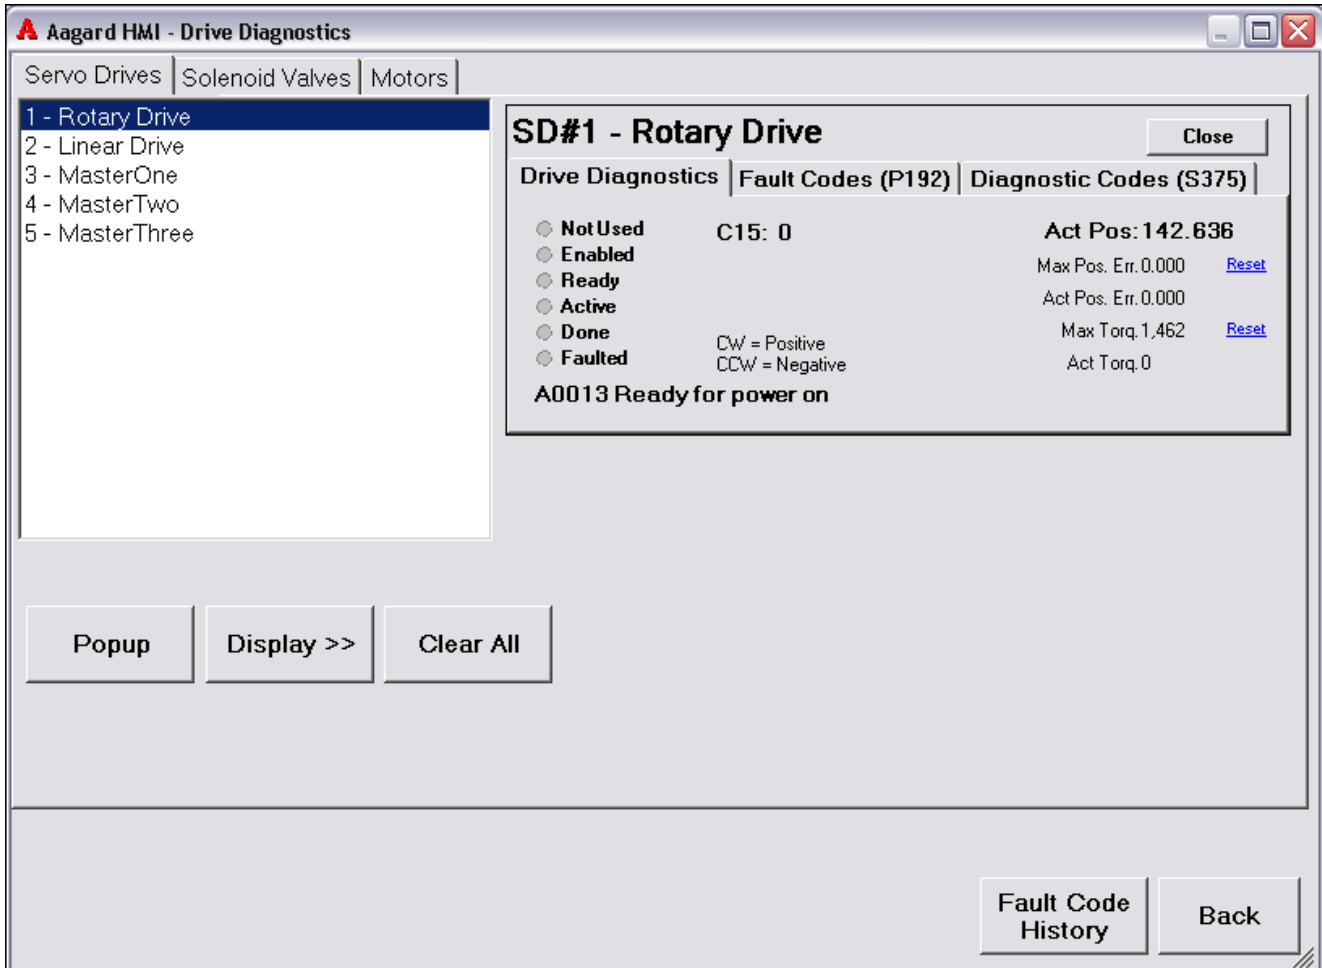 Aagard HMI - Drive Diagnostics
Servo Drives Solenoid Valves Motors
1 - Rotary Drive
2 - Linear Drive
3 - MasterOne
4 - MasterTwo
5 - MasterThree
SD#1 - Rotary Drive Close
Drive Diagnostics Fault Codes (P192) Diagnostic Codes (S375)
Not Used C15: 0 Act Pos: 142.636
Enabled Max Pos. Err. 0.000 Reset
Ready
Active Act Pos. Err. 0.000
Done Max Torq. 1,462 Reset
CW = Positive
Faulted CCW = Negative Act Torq. 0
A0013 Ready for power on
Popup Display >> Clear All
Fault Code
History
Back